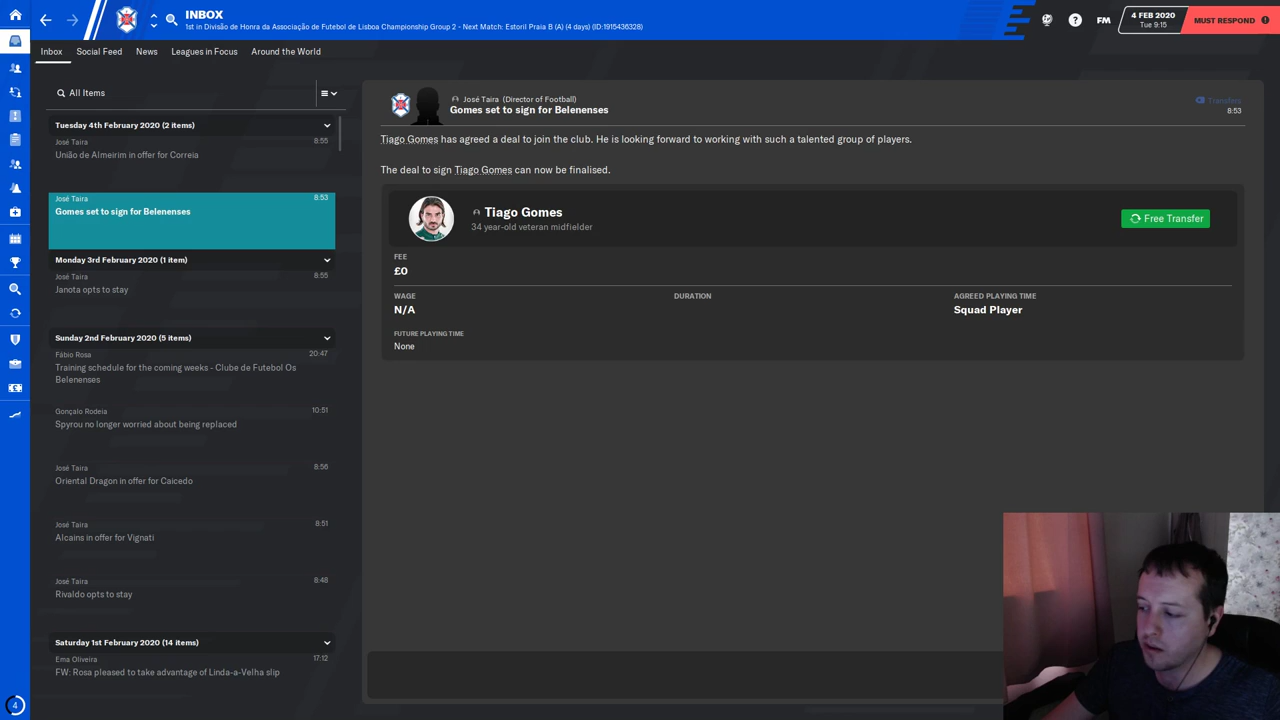 INBOX
1st in Divisão de Honra da Associação de Futebol de Lisboa Championship Group 2 - Next Match: Estoril Praia B (A) (4 days) (ID:1915436328)
FM
4 FEB 2020
Tue 9:15
MUST RESPOND
Inbox
Social Feed
News
Leagues in Focus
Around the World
All Items
Tuesday 4th February 2020 (2 items)
José Taira 8:55
União de Almeirim in offer for Correia
José Taira 8:53
Gomes set to sign for Belenenses
Monday 3rd February 2020 (1 item)
José Taira 8:55
Janota opts to stay
Sunday 2nd February 2020 (5 items)
Fábio Rosa 20:47
Training schedule for the coming weeks - Clube de Futebol Os
Belenenses
Gonçalo Rodeia 10:51
Spyrou no longer worried about being replaced
José Taira 8:56
Oriental Dragon in offer for Caicedo
José Taira 8:51
Alcains in offer for Vignati
José Taira 8:48
Rivaldo opts to stay
Saturday 1st February 2020 (14 items)
Ema Oliveira 17:12
FW: Rosa pleased to take advantage of Linda-a-Velha slip
4
José Taira (Director of Football)
Gomes set to sign for Belenenses
Transfers
8:53
Tiago Gomes has agreed a deal to join the club. He is looking forward to working with such a talented group of players.
The deal to sign Tiago Gomes can now be finalised.
Tiago Gomes
34 year-old veteran midfielder
Free Transfer
FEE
£0
WAGE
N/A
DURATION
AGREED PLAYING TIME
Squad Player
FUTURE PLAYING TIME
None